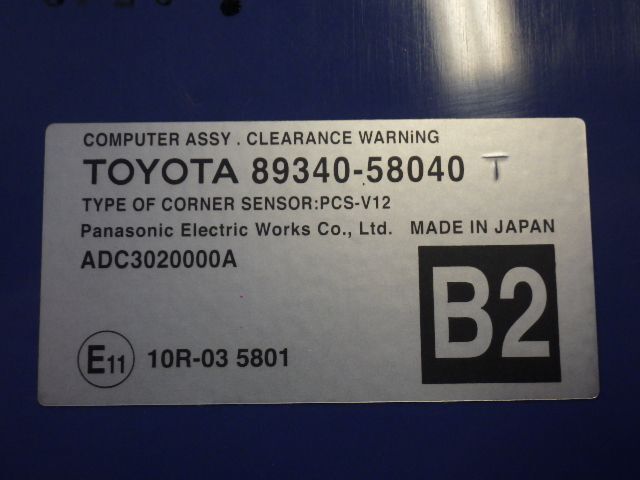 COMPUTER ASSY . CLEARANCE WARNiNG
TOYOTA 89340-58040 T
TYPE OF CORNER SENSOR:PCS-V12
Panasonic Electric Works Co., Ltd. MADE IN JAPAN
ADC3020000A
B2
E11 10R-03 5801